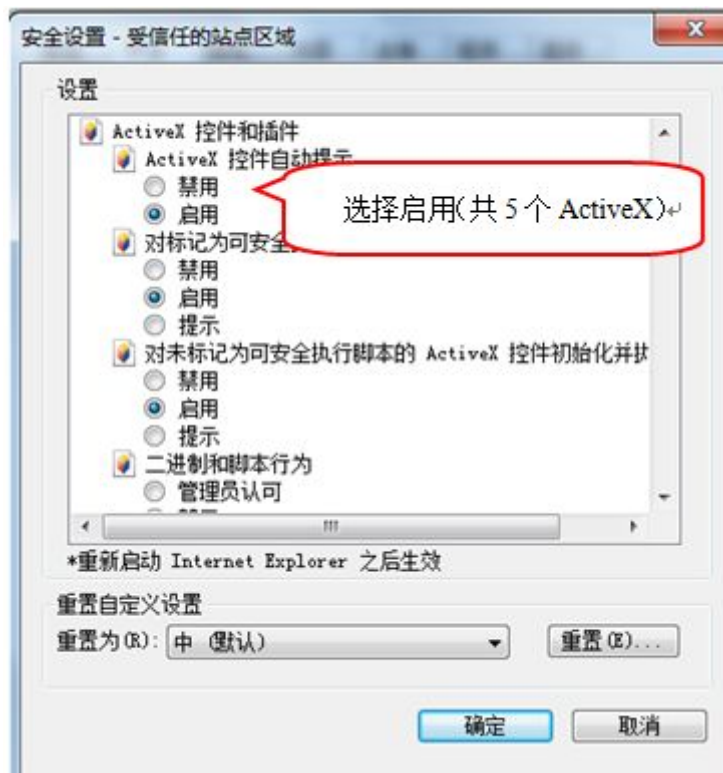 安全设置 - 受信任的站点区域
设置
ActiveX 控件和插件
ActiveX 控件自动提示
禁用
启用
选择启用(共 5 个 ActiveX)↵
对标记为可安全
禁用
启用
提示
对未标记为可安全执行脚本的 ActiveX 控件初始化并执
禁用
启用
提示
二进制和脚本行为
管理员认可
*重新启动 Internet Explorer 之后生效
重置自定义设置
重置为(R): 中 (默认) 重置(E)...
确定 取消